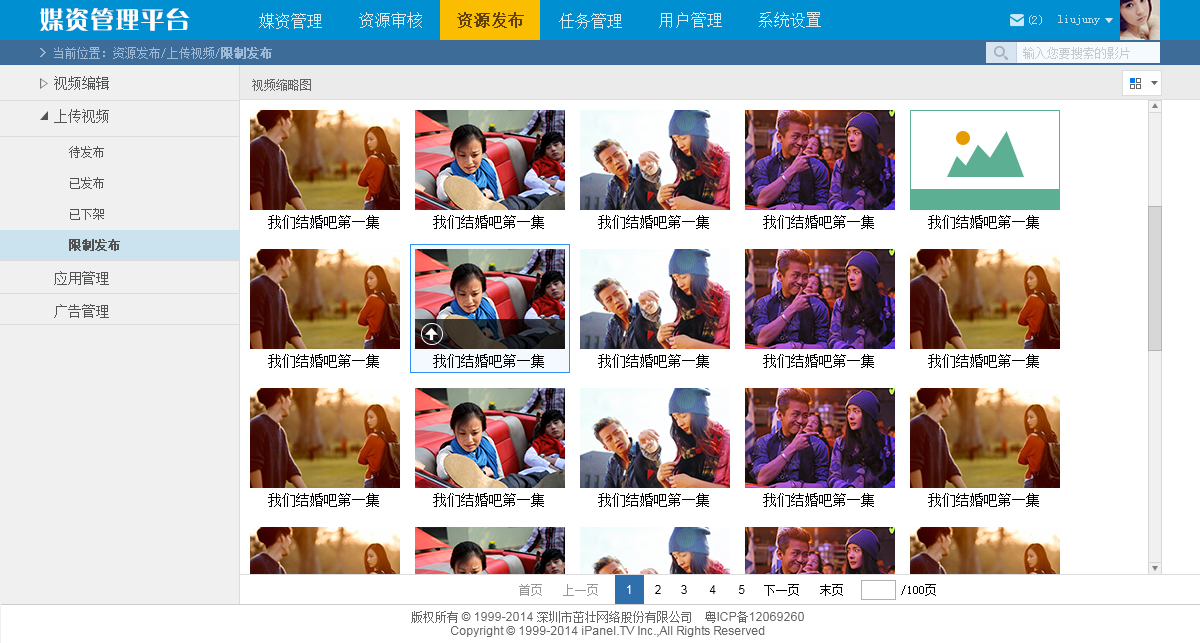 媒资管理平台 媒资管理 资源审核 资源发布 任务管理 用户管理 系统设置 (2) liujuny
当前位置：资源发布/上传视频/限制发布 输入您要搜索的影片
视频编辑
上传视频
待发布
已发布
已下架
限制发布
应用管理
广告管理
视频缩略图
我们结婚吧第一集 我们结婚吧第一集 我们结婚吧第一集 我们结婚吧第一集 我们结婚吧第一集
我们结婚吧第一集 我们结婚吧第一集 我们结婚吧第一集 我们结婚吧第一集 我们结婚吧第一集
我们结婚吧第一集 我们结婚吧第一集 我们结婚吧第一集 我们结婚吧第一集 我们结婚吧第一集
首页 上一页 1 2 3 4 5 下一页 末页 /100页
版权所有 © 1999-2014 深圳市茁壮网络股份有限公司 粤ICP备12069260
Copyright © 1999-2014 iPanel.TV Inc.,All Rights Reserved